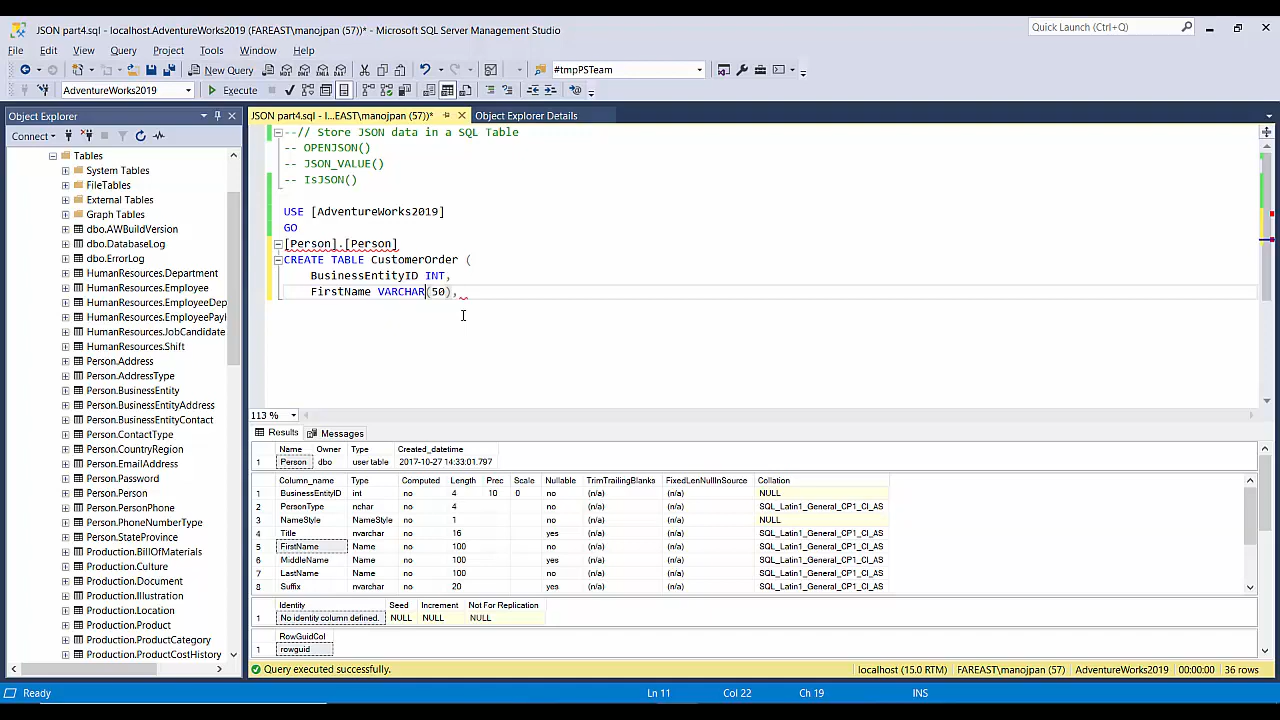 JSON part4.sql - localhost.AdventureWorks2019 (FAREAST\manojpan (57))* - Microsoft SQL Server Management Studio
Quick Launch (Ctrl+Q)
File Edit View Query Project Tools Window Help
New Query #tmpPSTeam
AdventureWorks2019 Execute
Object Explorer
JSON part4.sql - l...EAST\manojpan (57))* Object Explorer Details
Connect
Tables
System Tables
FileTables
External Tables
Graph Tables
dbo.AWBuildVersion
dbo.DatabaseLog
dbo.ErrorLog
HumanResources.Department
HumanResources.Employee
HumanResources.EmployeeDep
HumanResources.EmployeePayH
HumanResources.JobCandidate
HumanResources.Shift
Person.Address
Person.AddressType
Person.BusinessEntity
Person.BusinessEntityAddress
Person.BusinessEntityContact
Person.ContactType
Person.CountryRegion
Person.EmailAddress
Person.Password
Person.Person
Person.PersonPhone
Person.PhoneNumberType
Person.StateProvince
Production.BillOfMaterials
Production.Culture
Production.Document
Production.Illustration
Production.Location
Production.Product
Production.ProductCategory
Production.ProductCostHistory
--// Store JSON data in a SQL Table
-- OPENJSON()
-- JSON_VALUE()
-- IsJSON()
USE [AdventureWorks2019]
GO
[Person].[Person]
CREATE TABLE CustomerOrder (
BusinessEntityID INT,
FirstName VARCHAR(50),
113 %
Results Messages
Name Owner Type Created_datetime
1 Person dbo user table 2017-10-27 14:33:01.797
Column_name Type Computed Length Prec Scale Nullable TrimTrailingBlanks FixedLenNullInSource Collation
1 BusinessEntityID int no 4 10 0 no (n/a) (n/a) NULL
2 PersonType nchar no 4 no (n/a) (n/a) SQL_Latin1_General_CP1_CI_AS
3 NameStyle NameStyle no 1 no (n/a) (n/a) NULL
4 Title nvarchar no 16 yes (n/a) (n/a) SQL_Latin1_General_CP1_CI_AS
5 FirstName Name no 100 no (n/a) (n/a) SQL_Latin1_General_CP1_CI_AS
6 MiddleName Name no 100 yes (n/a) (n/a) SQL_Latin1_General_CP1_CI_AS
7 LastName Name no 100 no (n/a) (n/a) SQL_Latin1_General_CP1_CI_AS
8 Suffix nvarchar no 20 yes (n/a) (n/a) SQL_Latin1_General_CP1_CI_AS
Identity Seed Increment Not For Replication
1 No identity column defined. NULL NULL NULL
RowGuidCol
1 rowguid
Query executed successfully. localhost (15.0 RTM) FAREAST\manojpan (57) AdventureWorks2019 00:00:00 36 rows
Ready Ln 11 Col 22 Ch 19 INS